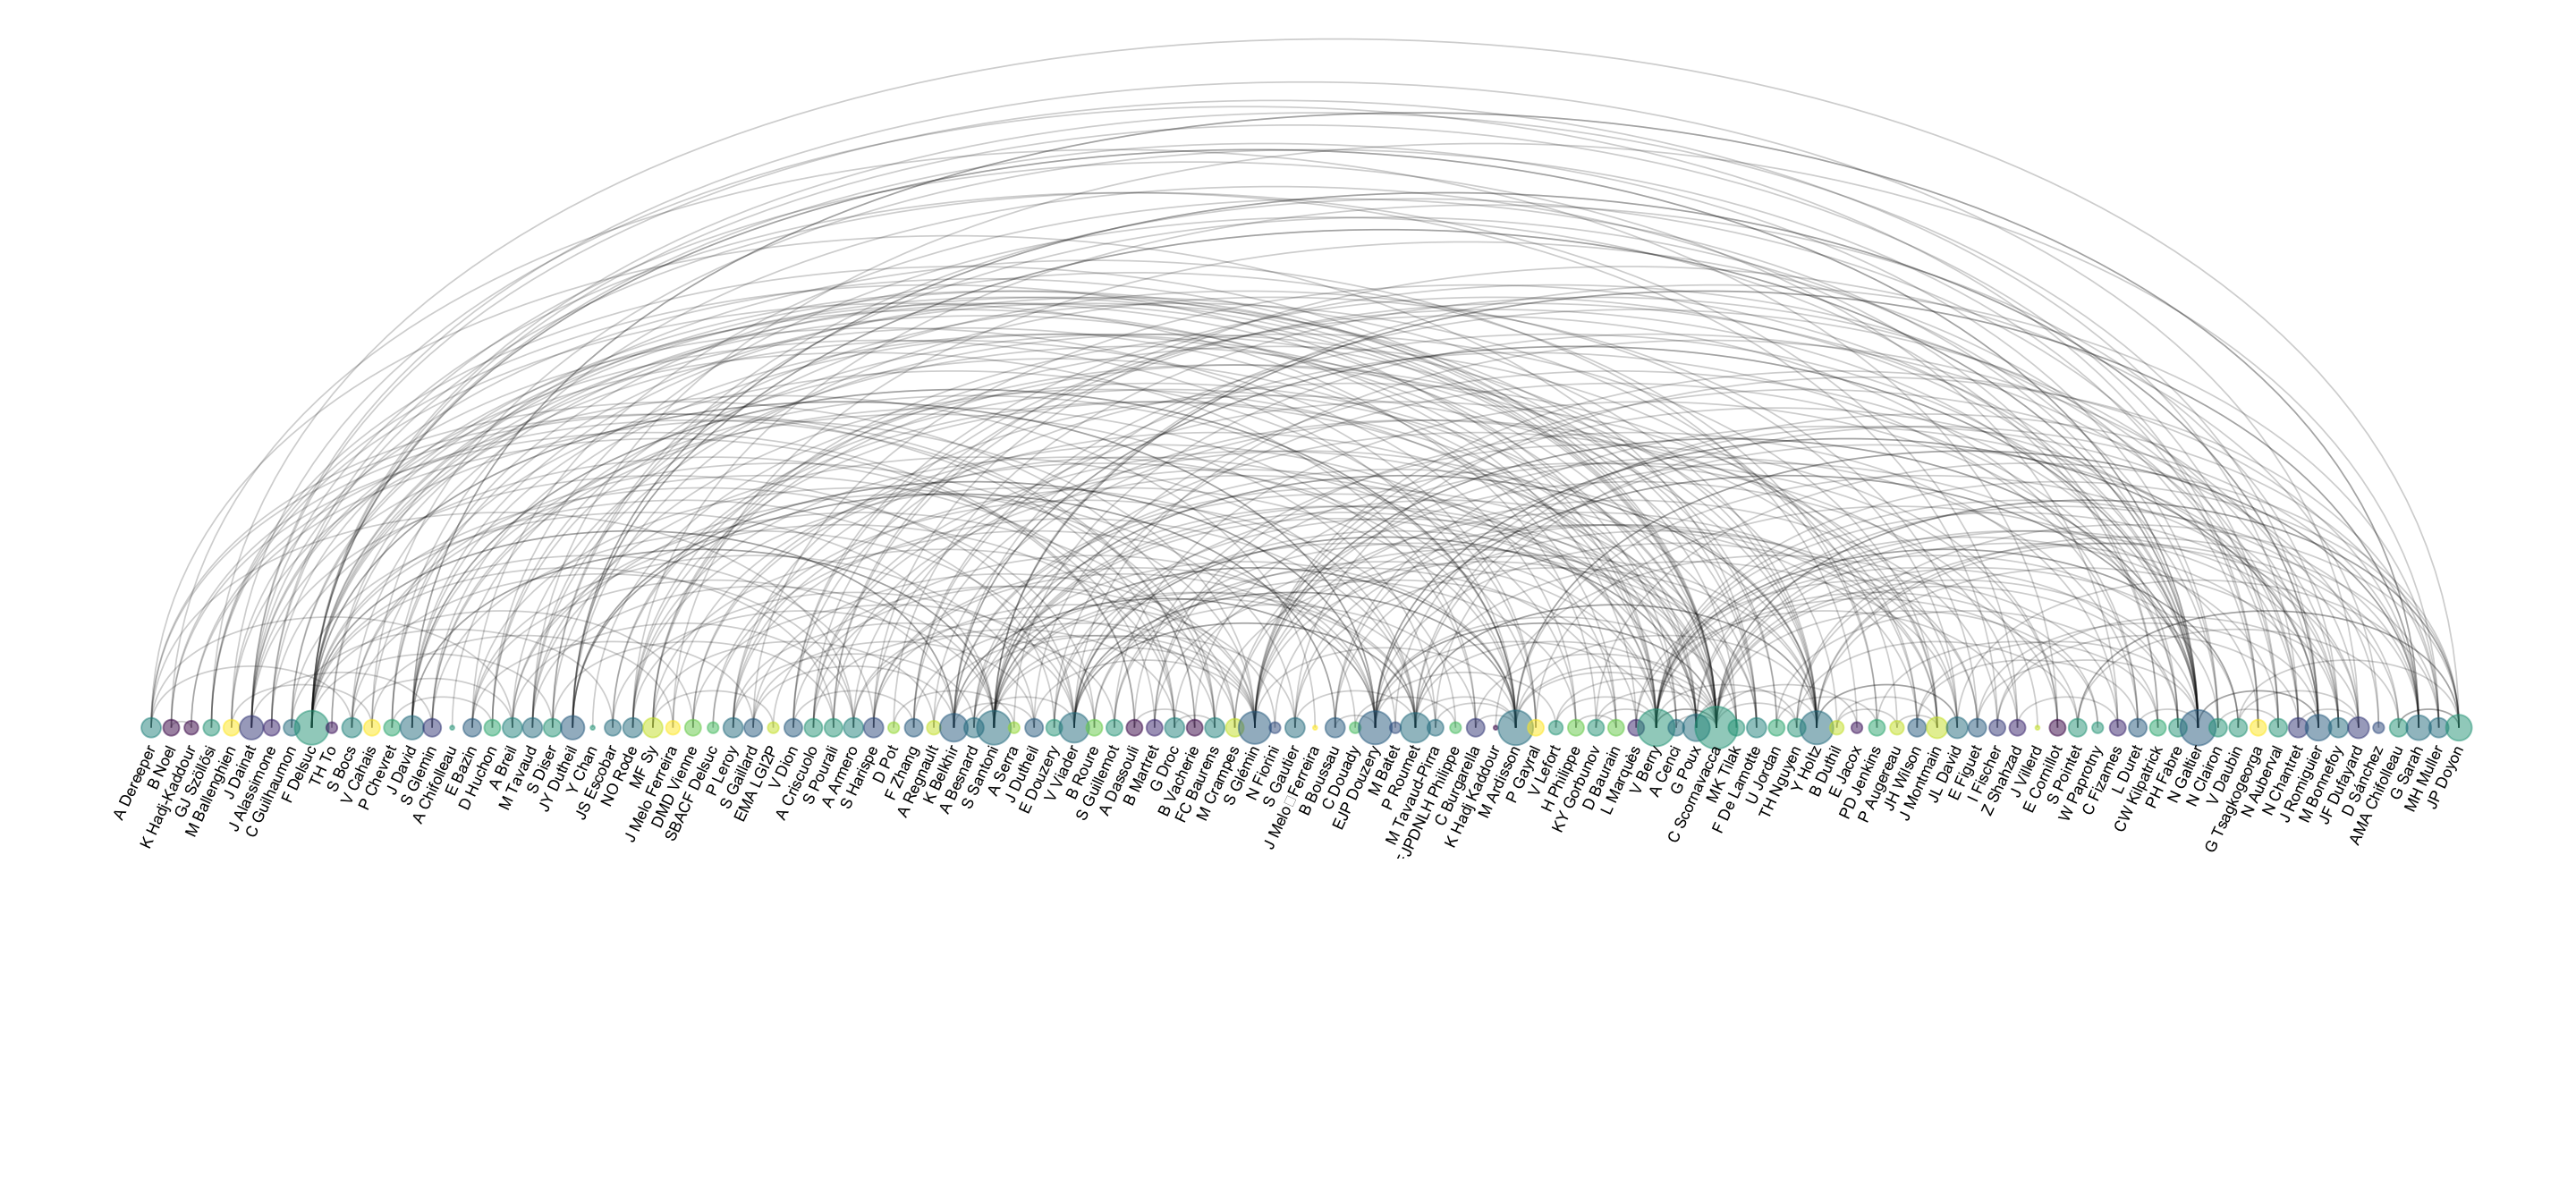 A Dereeper
B Noel
K Hadj-Kaddour
GJ Szöllősi
M Ballenghien
J Dainat
J Alassimone
C Guilhaumon
F Delsuc
TH To
S Bocs
V Cahais
P Chevret
J David
S Glemin
A Chifolleau
E Bazin
D Huchon
A Breil
M Tavaud
S Diser
JY Dutheil
Y Chan
JS Escobar
NO Rode
MF Sy
J Melo Ferreira
DMD Vienne
SBACF Delsuc
P Leroy
S Gaillard
EMA LGI2P
V Dion
A Criscuolo
S Pourali
A Armero
S Harispe
D Pot
F Zhang
A Regnault
K Belkhir
A Besnard
S Santoni
A Serra
J Dutheil
E Douzery
V Viader
B Roure
S Guillemot
A Dassouli
B Martret
G Droc
B Vacherie
FC Baurens
M Crampes
S Glémin
N Fiorini
S Gautier
J Melo□Ferreira
B Boussau
C Douady
EJP Douzery
M Batet
P Roumet
M Tavaud-Pirra
JPDNLH Philippe
C Burgarella
K Hadj Kaddour
M Ardisson
P Gayral
V Lefort
H Philippe
KY Gorbunov
D Baurain
L Marquès
V Berry
A Cenci
G Poux
C Scornavacca
MK Tilak
F De Lamotte
U Jordan
TH Nguyen
Y Holtz
B Duthil
E Jacox
PD Jenkins
P Augereau
JH Wilson
J Montmain
JL David
E Figuet
I Fischer
Z Shahzad
J Villerd
E Cornillot
S Pointet
W Paprotny
C Fizames
L Duret
CW Kilpatrick
PH Fabre
N Galtier
N Clairon
V Daubin
G Tsagkogeorga
N Auberval
N Chantret
J Romiguier
M Bonnefoy
JF Dufayard
D Sánchez
AMA Chifolleau
G Sarah
MH Muller
JP Doyon